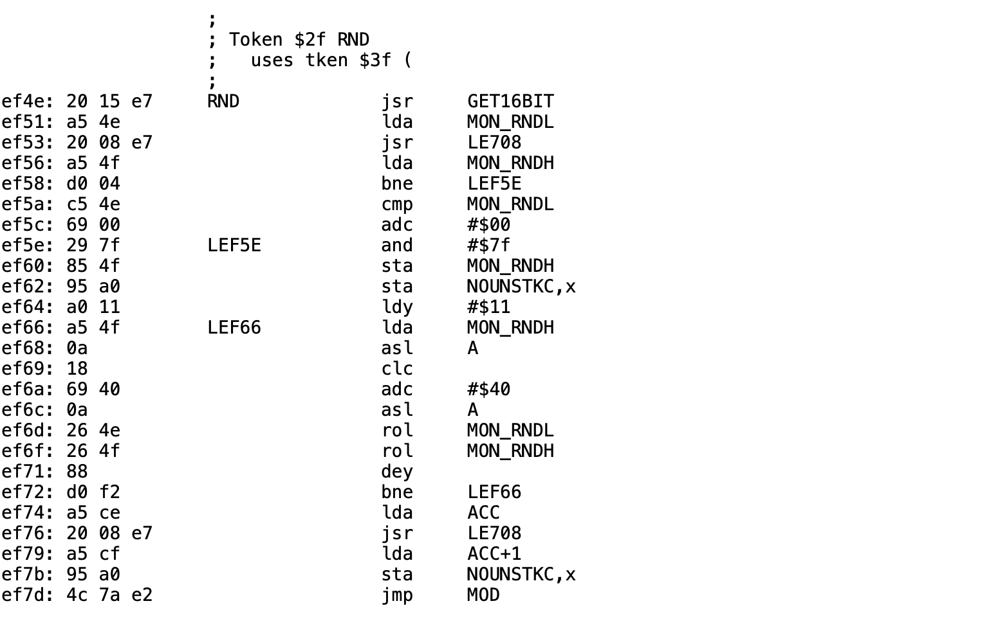 ;
; Token $2f RND
;   uses tken $3f (
;
ef4e: 20 15 e7     RND             jsr     GET16BIT
ef51: a5 4e                        lda     MON_RNDL
ef53: 20 08 e7                     jsr     LE708
ef56: a5 4f                        lda     MON_RNDH
ef58: d0 04                        bne     LEF5E
ef5a: c5 4e                        cmp     MON_RNDL
ef5c: 69 00                        adc     #$00
ef5e: 29 7f        LEF5E           and     #$7f
ef60: 85 4f                        sta     MON_RNDH
ef62: 95 a0                        sta     NOUNSTKC,x
ef64: a0 11                        ldy     #$11
ef66: a5 4f        LEF66           lda     MON_RNDH
ef68: 0a                           asl     A
ef69: 18                           clc
ef6a: 69 40                        adc     #$40
ef6c: 0a                           asl     A
ef6d: 26 4e                        rol     MON_RNDL
ef6f: 26 4f                        rol     MON_RNDH
ef71: 88                           dey
ef72: d0 f2                        bne     LEF66
ef74: a5 ce                        lda     ACC
ef76: 20 08 e7                     jsr     LE708
ef79: a5 cf                        lda     ACC+1
ef7b: 95 a0                        sta     NOUNSTKC,x
ef7d: 4c 7a e2                     jmp     MOD